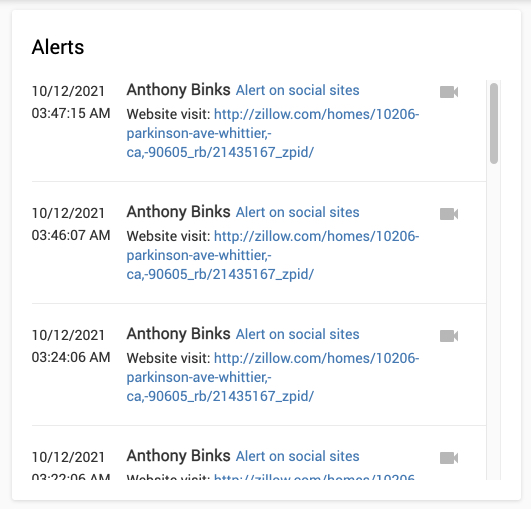 Alerts
10/12/2021 Anthony Binks Alert on social sites
03:47:15 AM Website visit: http://zillow.com/homes/10206-
parkinson-ave-whittier,-
ca,-90605_rb/21435167_zpid/
10/12/2021 Anthony Binks Alert on social sites
03:46:07 AM Website visit: http://zillow.com/homes/10206-
parkinson-ave-whittier,-
ca,-90605_rb/21435167_zpid/
10/12/2021 Anthony Binks Alert on social sites
03:24:06 AM Website visit: http://zillow.com/homes/10206-
parkinson-ave-whittier,-
ca,-90605_rb/21435167_zpid/
10/12/2021 Anthony Binks Alert on social sites
03:22:06 AM Website visit: http://zillow.com/homes/10206-